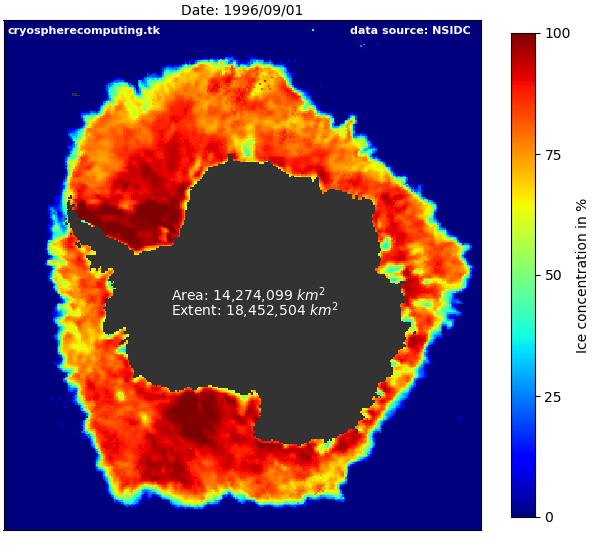 Date: 1996/09/01
cryospherecomputing.tk data source: NSIDC
100
75
50
25
0
Ice concentration in %
Area: 14,274,099 km²
Extent: 18,452,504 km²